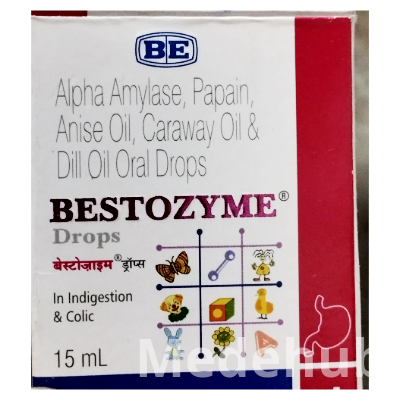 BE
Alpha Amylase, Papain,
Anise Oil, Caraway Oil &
Dill Oil Oral Drops
BESTOZYME®
Drops
बेस्टोज़ाइम® ड्रॉप्स
In Indigestion
& Colic
15 mL
Medehub